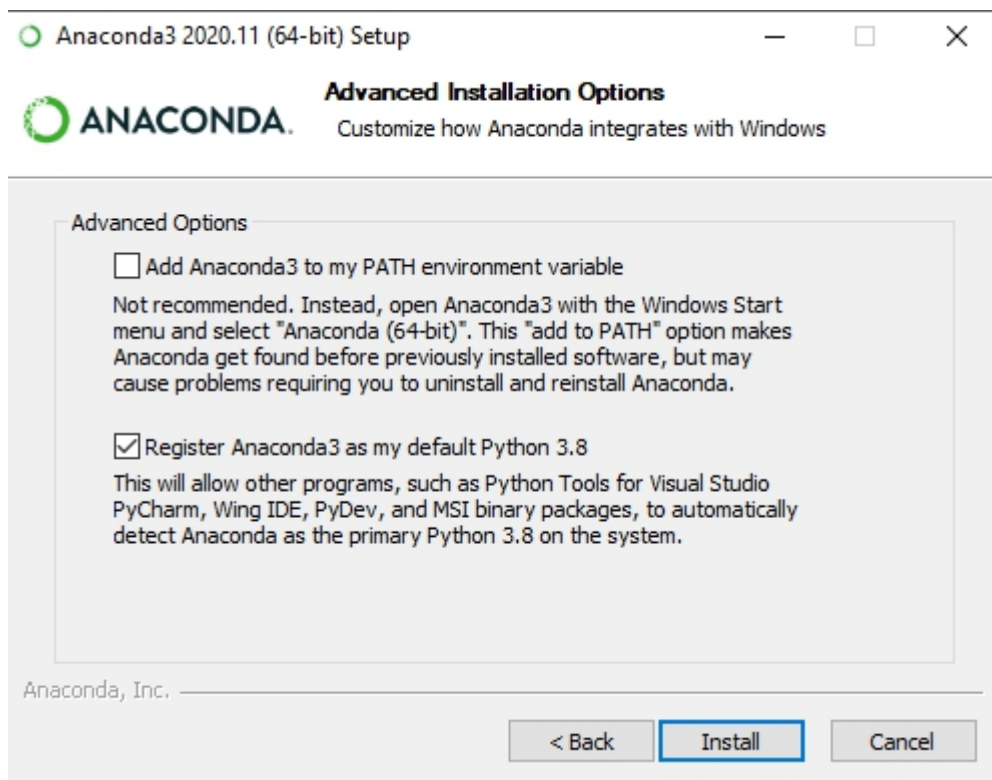 Anaconda3 2020.11 (64-bit) Setup
ANACONDA.
Advanced Installation Options
Customize how Anaconda integrates with Windows
Advanced Options
Add Anaconda3 to my PATH environment variable
Not recommended. Instead, open Anaconda3 with the Windows Start
menu and select "Anaconda (64-bit)". This "add to PATH" option makes
Anaconda get found before previously installed software, but may
cause problems requiring you to uninstall and reinstall Anaconda.
Register Anaconda3 as my default Python 3.8
This will allow other programs, such as Python Tools for Visual Studio
PyCharm, Wing IDE, PyDev, and MSI binary packages, to automatically
detect Anaconda as the primary Python 3.8 on the system.
Anaconda, Inc.
< Back
Install
Cancel